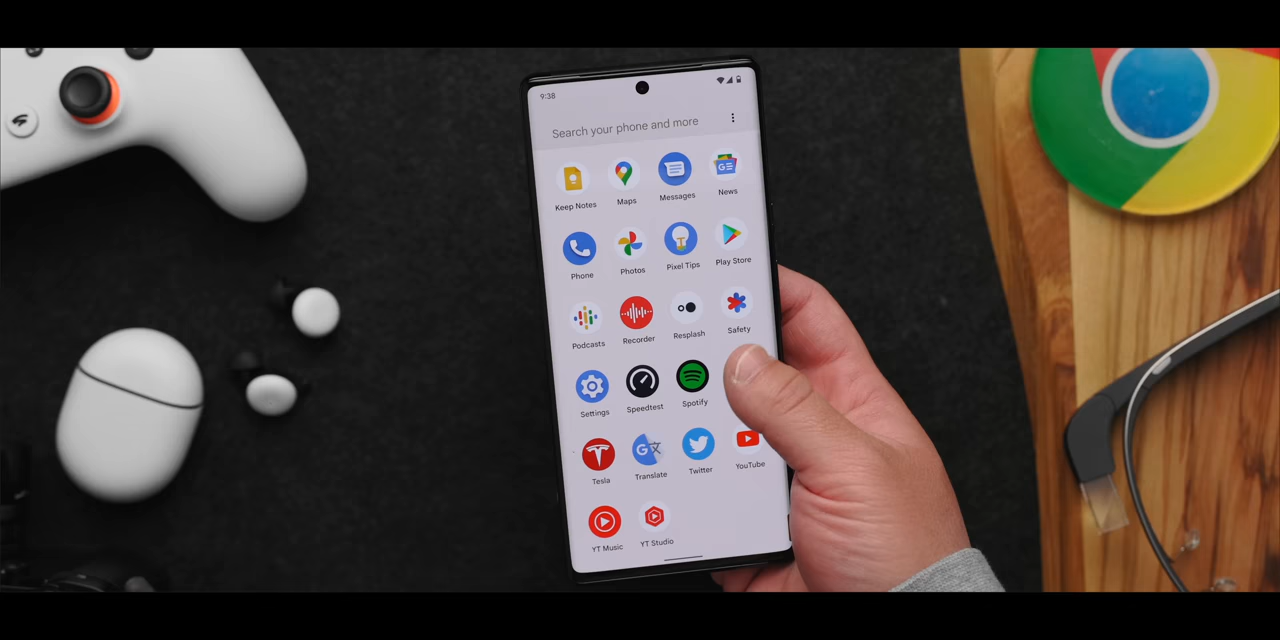 9:38
Search your phone and more
Keep Notes
Maps
Messages
News
Phone
Photos
Pixel Tips
Play Store
Podcasts
Recorder
Resplash
Safety
Settings
Speedtest
Spotify
Tesla
Translate
Twitter
YouTube
YT Music
YT Studio